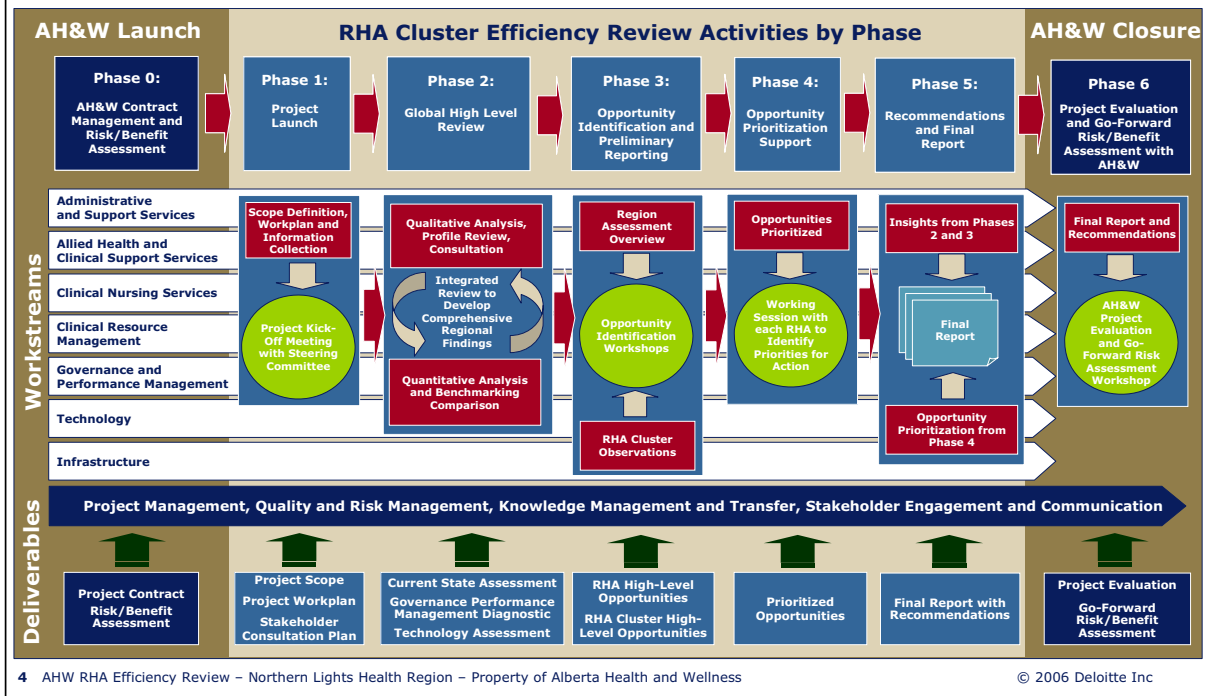 AH&W Launch
RHA Cluster Efficiency Review Activities by Phase
AH&W Closure
Phase 0:
AH&W Contract
Management and
Risk/Benefit
Assessment
Phase 1:
Project
Launch
Phase 2:
Global High Level
Review
Phase 3:
Opportunity
Identification and
Preliminary
Reporting
Phase 4:
Opportunity
Prioritization
Support
Phase 5:
Recommendations
and Final
Report
Phase 6
Project Evaluation
and Go-Forward
Risk/Benefit
Assessment with
AH&W
Workstreams
Administrative
and Support Services
Allied Health and
Clinical Support Services
Clinical Nursing Services
Clinical Resource
Management
Governance and
Performance Management
Technology
Infrastructure
Scope Definition,
Workplan and
Information
Collection
Project Kick-
Off Meeting
with Steering
Committee
Qualitative Analysis,
Profile Review,
Consultation
Integrated
Review to
Develop
Comprehensive
Regional
Findings
Quantitative Analysis
and Benchmarking
Comparison
Region
Assessment
Overview
Opportunity
Identification
Workshops
RHA Cluster
Observations
Opportunities
Prioritized
Working
Session with
each RHA to
Identify
Priorities for
Action
Insights from Phases
2 and 3
Final
Report
Opportunity
Prioritization from
Phase 4
Final Report and
Recommendations
AH&W
Project
Evaluation
and Go-
Forward Risk
Assessment
Workshop
Deliverables
Project Management, Quality and Risk Management, Knowledge Management and Transfer, Stakeholder Engagement and Communication
Project Contract
Risk/Benefit
Assessment
Project Scope
Project Workplan
Stakeholder
Consultation Plan
Current State Assessment
Governance Performance
Management Diagnostic
Technology Assessment
RHA High-Level
Opportunities
RHA Cluster High-
Level Opportunities
Prioritized
Opportunities
Final Report with
Recommendations
Project Evaluation
Go-Forward
Risk/Benefit
Assessment
4 AHW RHA Efficiency Review – Northern Lights Health Region – Property of Alberta Health and Wellness
© 2006 Deloitte Inc